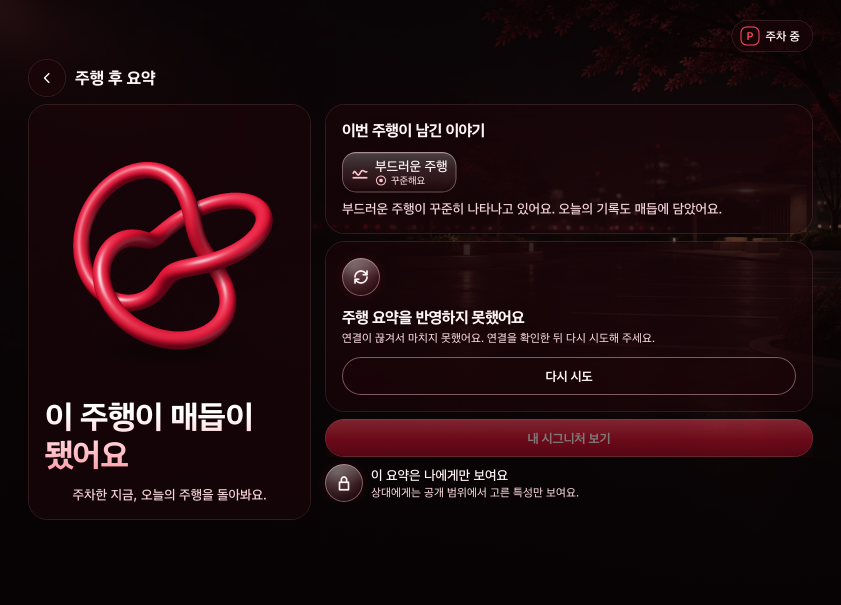 P 주차 중
주행 후 요약
이 주행이 매듭이
됐어요
주차한 지금, 오늘의 주행을 돌아봐요.
이번 주행이 남긴 이야기
부드러운 주행
꾸준해요
부드러운 주행이 꾸준히 나타나고 있어요. 오늘의 기록도 매듭에 담았어요.
주행 요약을 반영하지 못했어요
연결이 끊겨서 마치지 못했어요. 연결을 확인한 뒤 다시 시도해 주세요.
다시 시도
내 시그니처 보기
이 요약은 나에게만 보여요
상대에게는 공개 범위에서 고른 특성만 보여요.